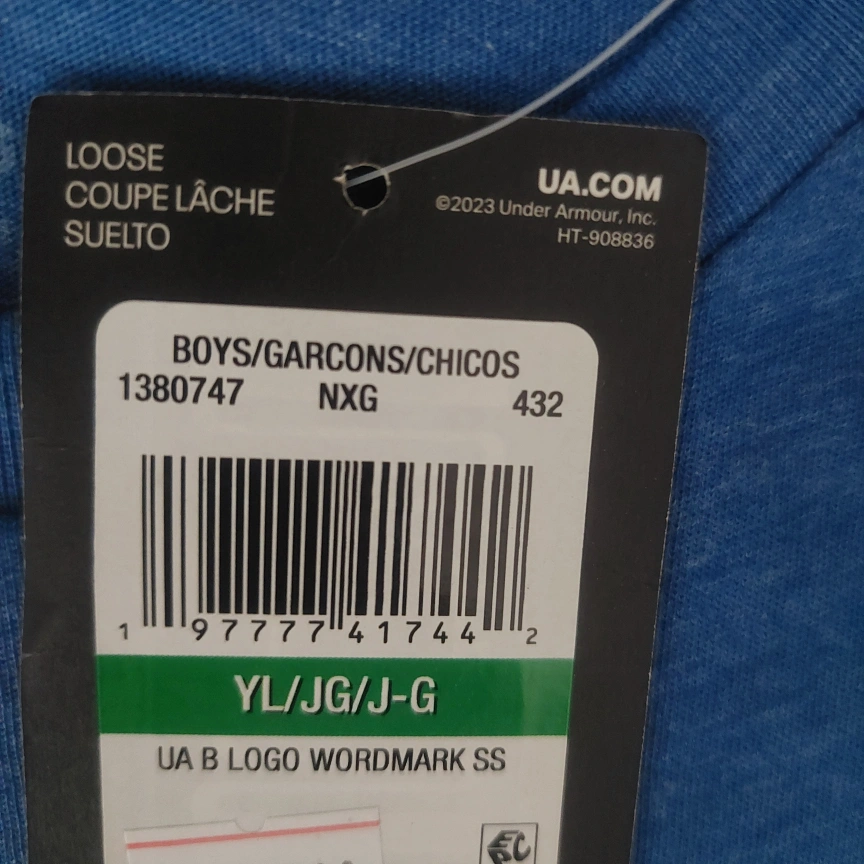 LOOSE
COUPE LÂCHE
SUELTO
UA.COM
©2023 Under Armour, Inc.
HT-908836
BOYS/GARCONS/CHICOS
1380747 NXG 432
1 97777 41744 2
YL/JG/J-G
UA B LOGO WORDMARK SS
EPC